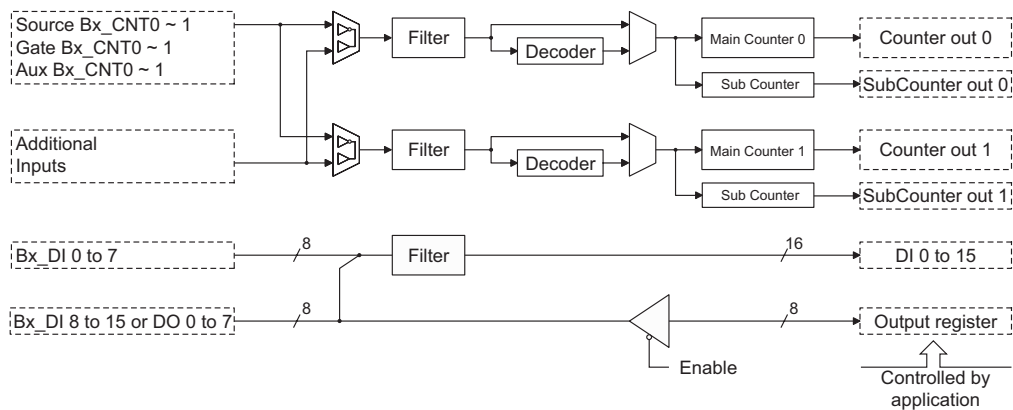 Source Bx_CNT0 ~ 1
Gate Bx_CNT0 ~ 1
Aux Bx_CNT0 ~ 1
Filter
Decoder
Main Counter 0
Counter out 0
Sub Counter
SubCounter out 0
Additional
Inputs
Filter
Decoder
Main Counter 1
Counter out 1
Sub Counter
SubCounter out 1
Bx_DI 0 to 7
8
Filter
16
DI 0 to 15
Bx_DI 8 to 15 or DO 0 to 7
8
8
Output register
Enable
Controlled by
application